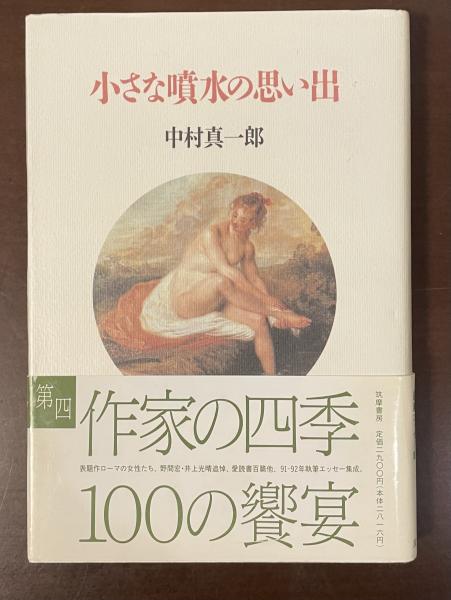 小さな噴水の思い出
中村真一郎
第四
作家の四季
表題作ローマの女性たち、野間宏・井上光晴追悼、愛読書百篇他、91-92年執筆エッセー集成。
100の饗宴
筑摩書房 定価二九〇〇円(本体二八一六円)